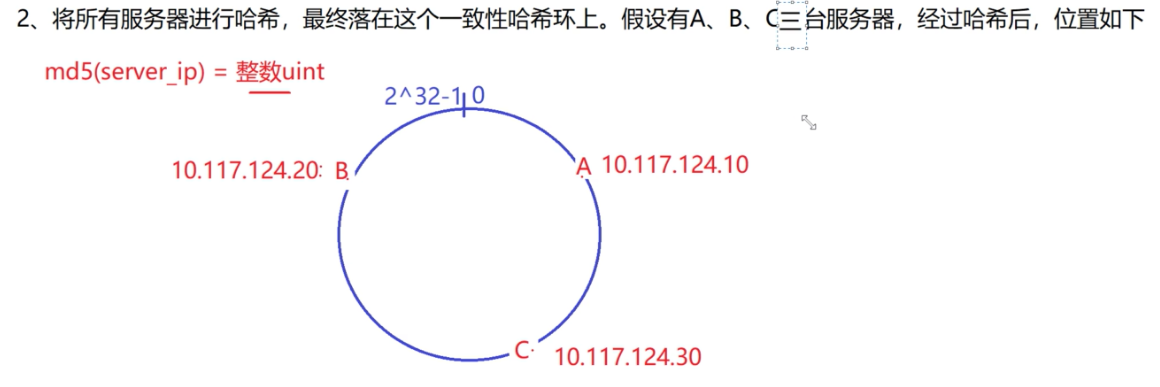 2、将所有服务器进行哈希，最终落在这个一致性哈希环上。假设有A、B、C三台服务器，经过哈希后，位置如下
md5(server_ip) = 整数uint
2^32-1 0
10.117.124.20: B
A 10.117.124.10
C 10.117.124.30